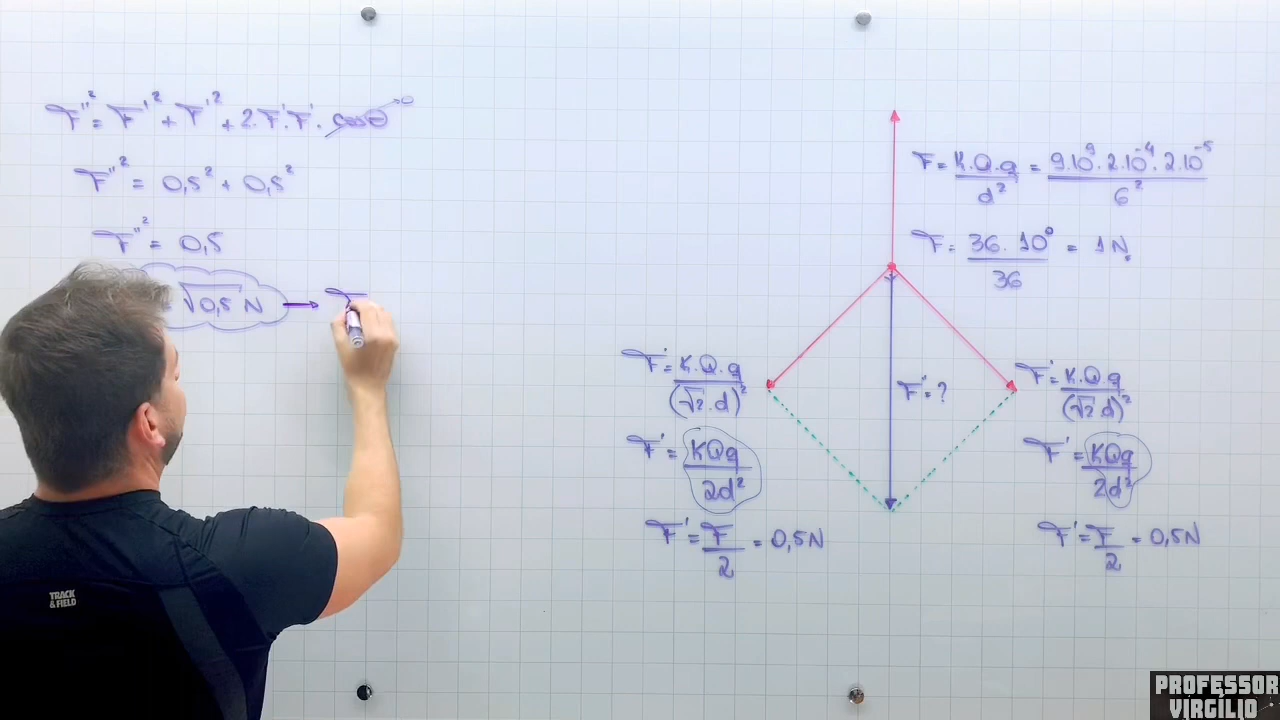 F''² = F'² + F'² + 2.F'.F'. cosθ → 0
F''² = 0,5² + 0,5²
F''² = 0,5
√0,5 N → F
F = K.Q.q / d² = 9.10⁹.2.10⁻⁴.2.10⁻⁵ / 6²
F = 36.10⁰ / 36 = 1N
F' = K.Q.q / (√2.d)²
F' = KQq / 2d²
F' = F / 2 = 0,5N
F'' = ?
F' = K.Q.q / (√2.d)²
F' = KQq / 2d²
F' = F / 2 = 0,5N
TRACK
&FIELD
PROFESSOR
VIRGÍLIO